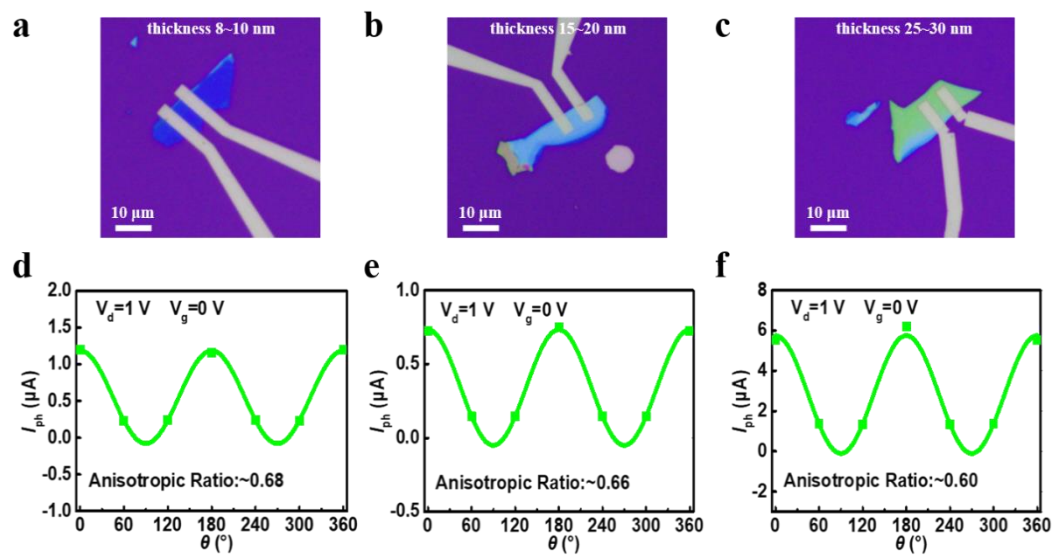 a
thickness 8~10 nm
10 μm
b
thickness 15~20 nm
10 μm
c
thickness 25~30 nm
10 μm
d
V_d=1 V V_g=0 V
Anisotropic Ratio:~0.68
I_ph (μA)
2.0
1.5
1.0
0.5
0.0
-0.5
-1.0
0 60 120 180 240 300 360
θ (°)
e
V_d=1 V V_g=0 V
Anisotropic Ratio:~0.66
I_ph (μA)
1.0
0.5
0.0
-0.5
0 60 120 180 240 300 360
θ (°)
f
V_d=1 V V_g=0 V
Anisotropic Ratio:~0.60
I_ph (μA)
8
6
4
2
0
-2
0 60 120 180 240 300 360
θ (°)